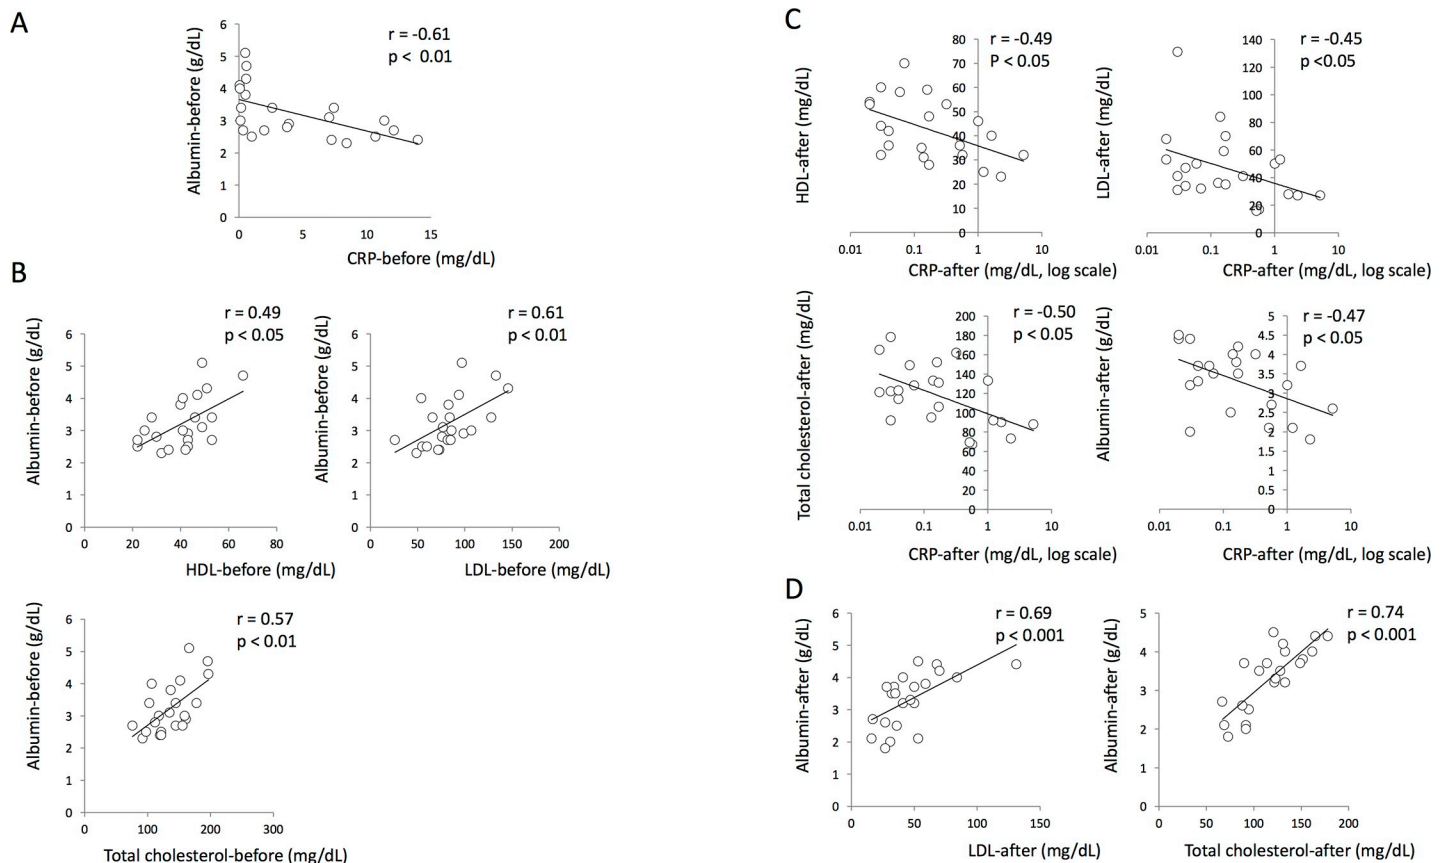 A
r = -0.61
p < 0.01
Albumin-before (g/dL)
6
5
4
3
2
1
0
0 5 10 15
CRP-before (mg/dL)
B
r = 0.49
p < 0.05
Albumin-before (g/dL)
6
5
4
3
2
1
0
0 20 40 60 80
HDL-before (mg/dL)
r = 0.61
p < 0.01
Albumin-before (g/dL)
6
5
4
3
2
1
0
0 50 100 150 200
LDL-before (mg/dL)
r = 0.57
p < 0.01
Albumin-before (g/dL)
6
5
4
3
2
1
0
0 100 200 300
Total cholesterol-before (mg/dL)
C
r = -0.49
P < 0.05
HDL-after (mg/dL)
80
70
60
50
40
30
20
10
0
0.01 0.1 1 10
CRP-after (mg/dL, log scale)
r = -0.45
p <0.05
LDL-after (mg/dL)
140
120
100
80
60
40
20
0
0.01 0.1 1 10
CRP-after (mg/dL, log scale)
r = -0.50
p < 0.05
Total cholesterol-after (mg/dL)
200
180
160
140
120
100
80
60
40
20
0
0.01 0.1 1 10
CRP-after (mg/dL, log scale)
r = -0.47
p < 0.05
Albumin-after (g/dL)
5
4.5
4
3.5
3
2.5
2
1.5
1
0.5
0
0.01 0.1 1 10
CRP-after (mg/dL, log scale)
D
r = 0.69
p < 0.001
Albumin-after (g/dL)
6
5
4
3
2
1
0
0 50 100 150
LDL-after (mg/dL)
r = 0.74
p < 0.001
Albumin-after (g/dL)
5
4
3
2
1
0
0 50 100 150 200
Total cholesterol-after (mg/dL)